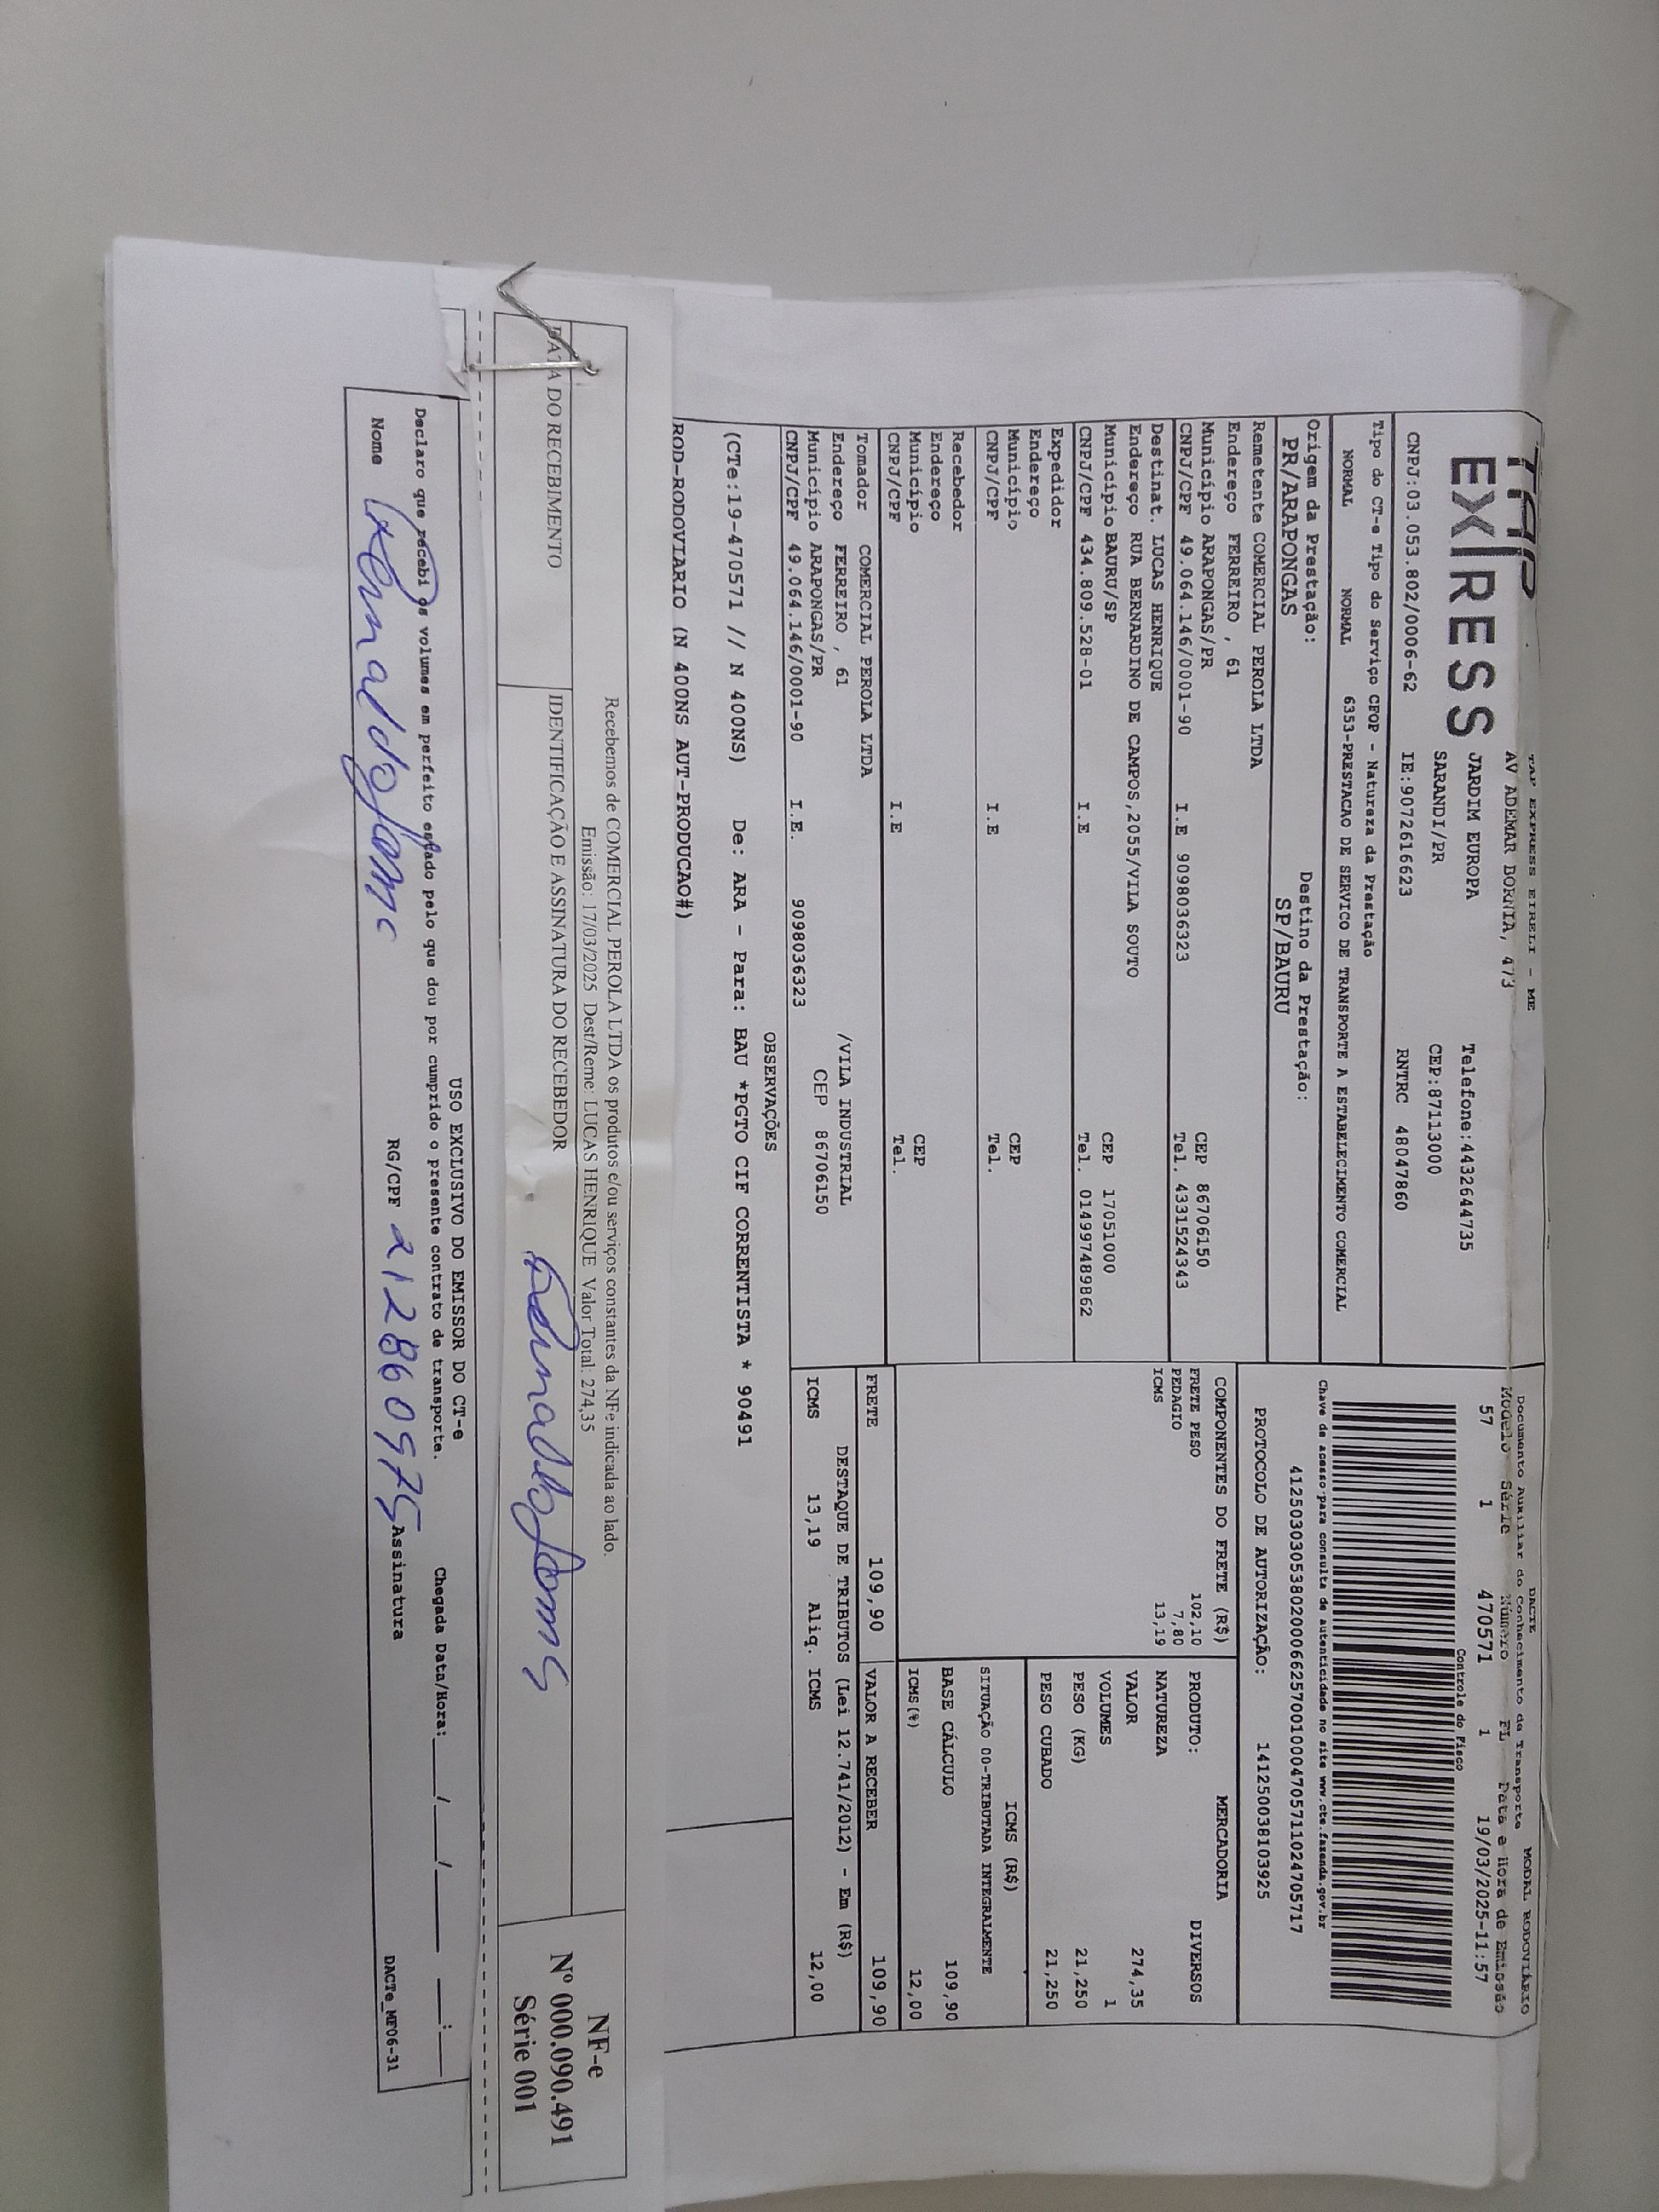 TAP EXPRESS EIRELI - ME
EXPRESS
AV ADEMAR BORNIA, 473
JARDIM EUROPA Telefone:4432644735
SARANDI/PR CEP:87113000
CNPJ:03.053.802/0006-62 IE:9072616623 RNTRC 48047860
Tipo do CT-e Tipo do Serviço CFOP - Natureza da Prestação
NORMAL NORMAL 6353-PRESTACAO DE SERVICO DE TRANSPORTE A ESTABELECIMENTO COMERCIAL
Origem da Prestação: Destino da Prestação:
PR/ARAPONGAS SP/BAURU
Remetente COMERCIAL PEROLA LTDA
Endereço FERREIRO , 61 CEP 86706150
Município ARAPONGAS/PR Tel. 4331524343
CNPJ/CPF 49.064.146/0001-90 I.E 9098036323
Destinat. LUCAS HENRIQUE
Endereço RUA BERNARDINO DE CAMPOS,2055/VILA SOUTO
Município BAURU/SP CEP 17051000
CNPJ/CPF 434.809.528-01 I.E Tel. 014997489862
Expedidor
Endereço
Município CEP
CNPJ/CPF I.E Tel.
Recebedor
Endereço
Município CEP
CNPJ/CPF I.E Tel.
Tomador COMERCIAL PEROLA LTDA
Endereço FERREIRO , 61 /VILA INDUSTRIAL
Município ARAPONGAS/PR CEP 86706150
CNPJ/CPF 49.064.146/0001-90 I.E. 9098036323
DACTE MODAL RODOVIÁRIO
Documento Auxiliar do Conhecimento de Transporte
Modelo Série Número FL Data e Hora de Emissão
57 1 470571 1 19/03/2025-11:57
Controle do Fisco
Chave de acesso para consulta de autenticidade no site www.cte.fazenda.gov.br
41250303053802000662570010004705711024705717
PROTOCOLO DE AUTORIZAÇÃO: 141250038103925
COMPONENTES DO FRETE (R$)
FRETE PESO 102,10
PEDAGIO 7,80
ICMS 13,19
MERCADORIA
PRODUTO: DIVERSOS
NATUREZA
VALOR 274,35
VOLUMES 1
PESO (KG) 21,250
PESO CUBADO 21,250
ICMS (R$)
SITUAÇÃO 00-TRIBUTADA INTEGRALMENTE
BASE CÁLCULO 109,90
ICMS(%) 12,00
FRETE 109,90 VALOR A RECEBER 109,90
DESTAQUE DE TRIBUTOS (Lei 12.741/2012) - Em (R$)
ICMS 13,19 Aliq. ICMS 12,00
OBSERVAÇÕES
(CTe:19-470571 // N 400NS) De: ARA - Para: BAU *PGTO CIF CORRENTISTA * 90491
ROD-RODOVIARIO (N 400NS AUT-PRODUCAO#)
Recebemos de COMERCIAL PEROLA LTDA os produtos e/ou serviços constantes da NFe indicada ao lado.
Emissão: 17/03/2025 Dest/Reme: LUCAS HENRIQUE Valor Total: 274,35
DATA DO RECEBIMENTO IDENTIFICAÇÃO E ASSINATURA DO RECEBEDOR
NF-e
Nº 000.090.491
Série 001
USO EXCLUSIVO DO EMISSOR DO CT-e
Declaro que recebi os volumes em perfeito estado pelo que dou por cumprido o presente contrato de transporte. Chegada Data/Hora: / / :
Nome RG/CPF 212860975 Assinatura
DACTe_MF06-31